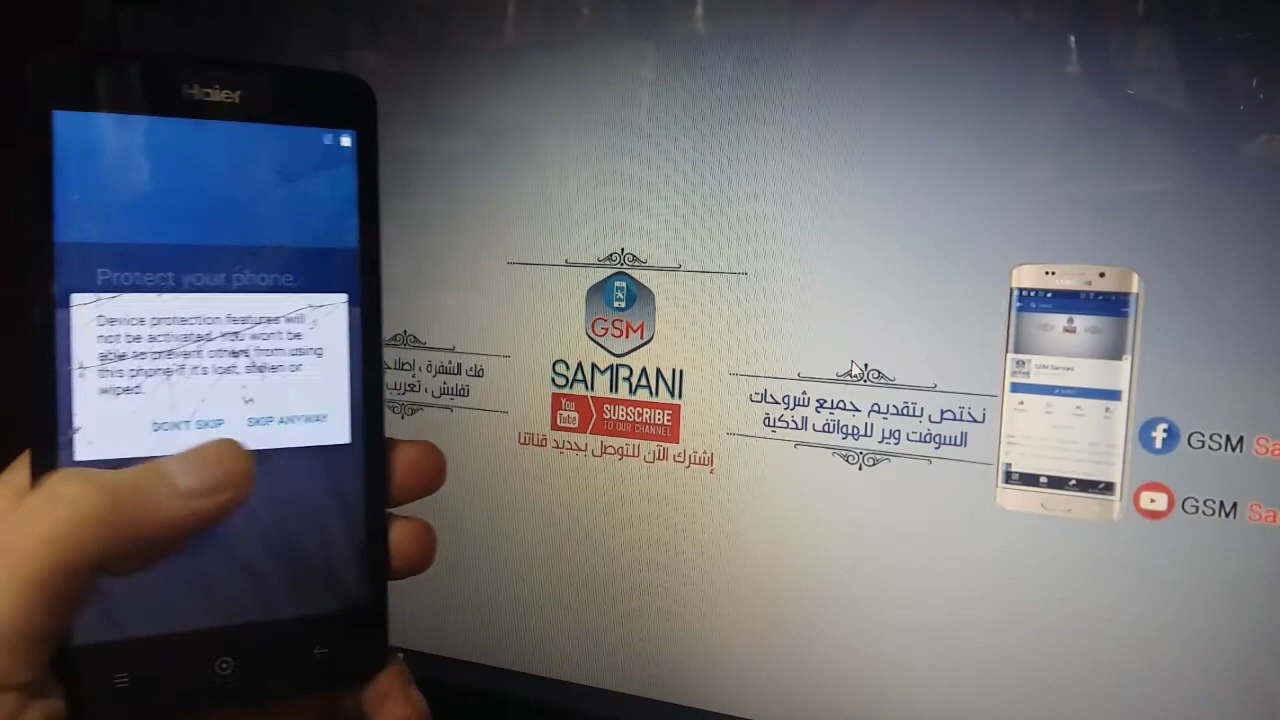 Haier
Protect your phone
Device protection features will
not be activated. You won't be
able to prevent others from using
this phone if it's lost, stolen or
wiped.
DON'T SKIP
SKIP ANYWAY
فك الشفرة ، إصلاح
تفليش ، تعريب
GSM
SAMRANI
You
Tube
SUBSCRIBE
TO OUR CHANNEL
إشترك الآن للتوصل بجديد قناتنا
نختص بتقديم جميع شروحات
السوفت وير للهواتف الذكية
SAMSUNG
GSM Samrani
GSM Sa
GSM Sa